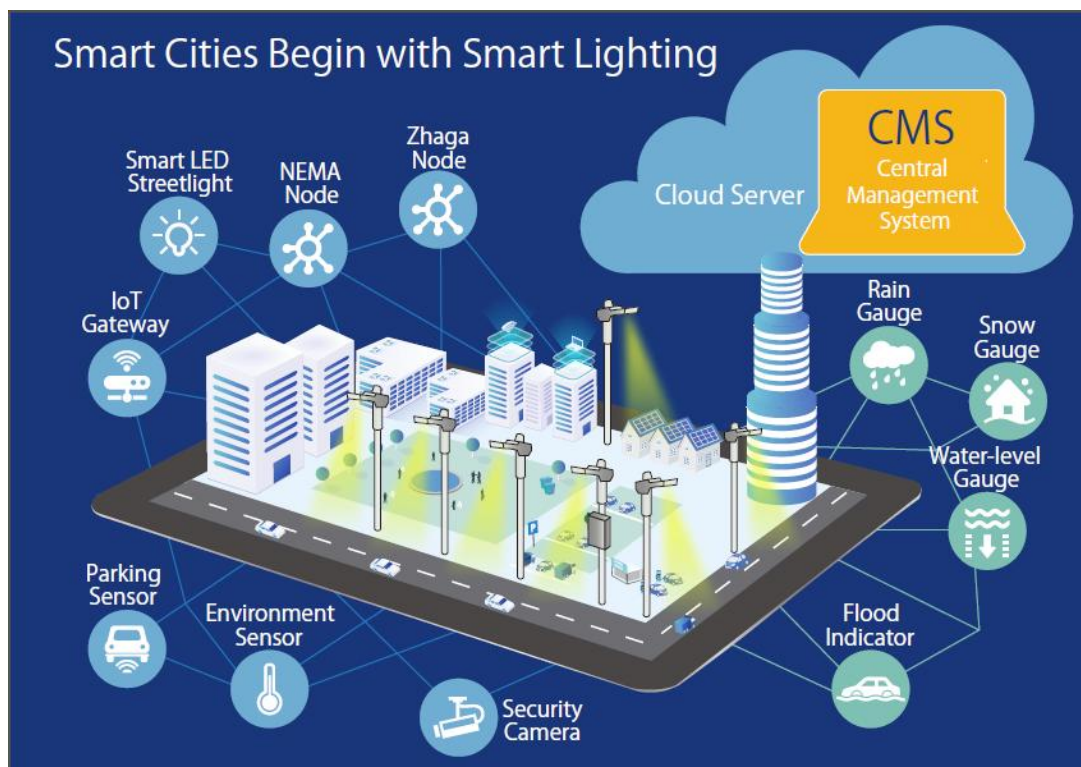 Smart Cities Begin with Smart Lighting
CMS
Central
Management
System
Cloud Server
Zhaga
Node
Smart LED
Streetlight
NEMA
Node
IoT
Gateway
Rain
Gauge
Snow
Gauge
Water-level
Gauge
Parking
Sensor
Environment
Sensor
Flood
Indicator
Security
Camera
P